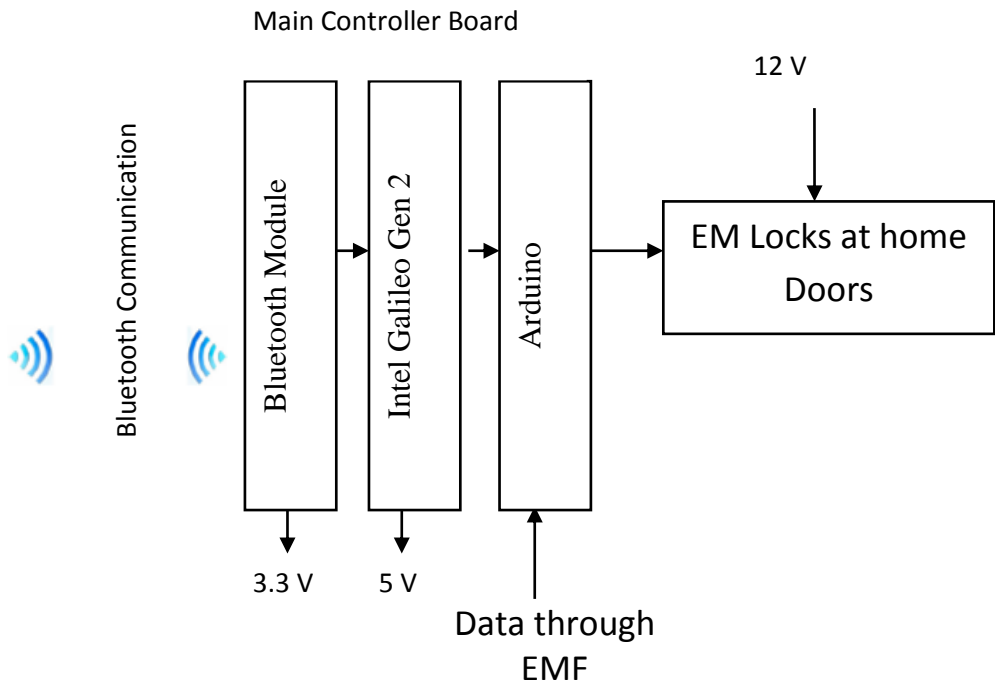 Main Controller Board
12 V
Bluetooth Communication
Bluetooth Module
Intel Galileo Gen 2
Arduino
EM Locks at home
Doors
3.3 V
5 V
Data through
EMF